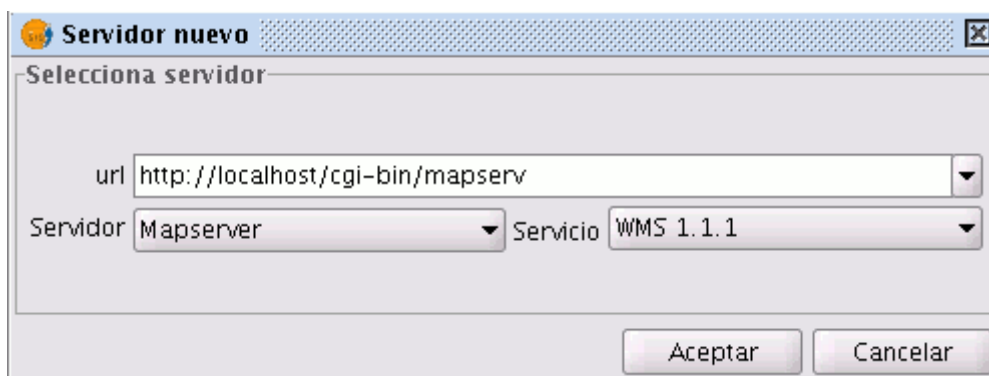 Servidor nuevo
Selecciona servidor
url http://localhost/cgi-bin/mapserv
Servidor Mapserver Servicio WMS 1.1.1
Aceptar Cancelar